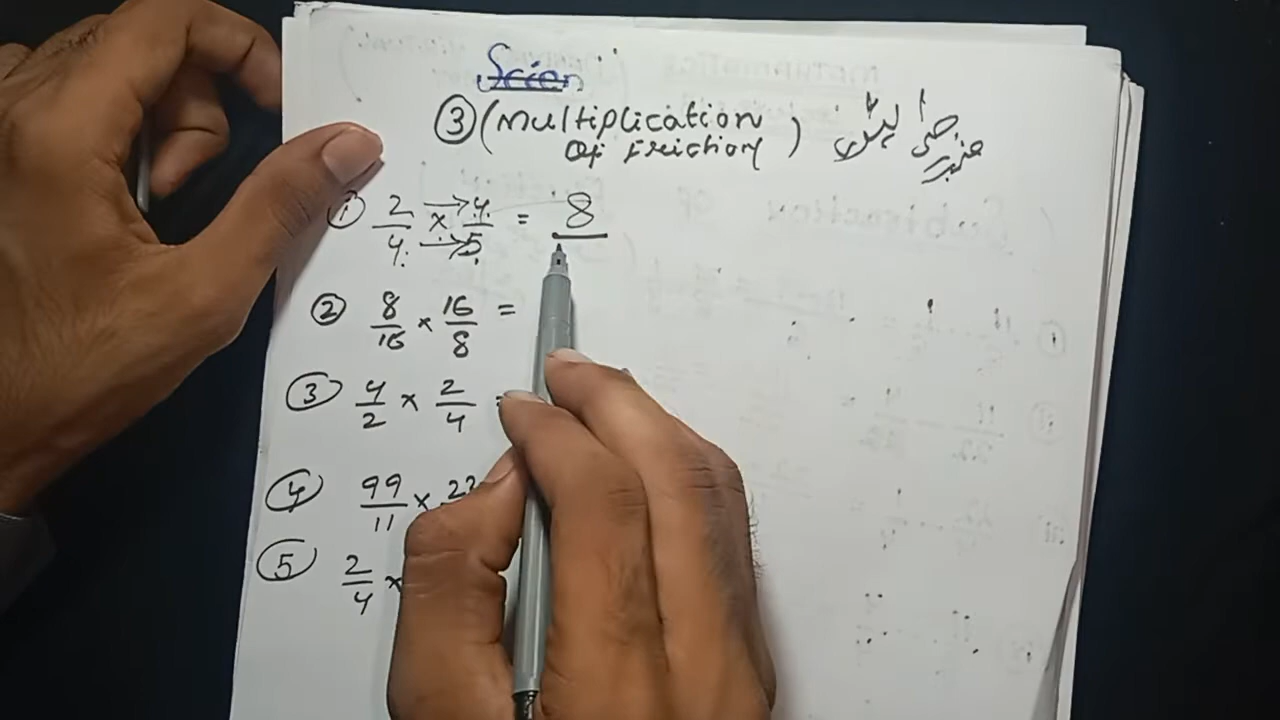 Scien
③ (Multiplication
of friction)
① 2/4 × 4/5 = 8
② 8/16 × 16/8 =
③ 4/2 × 2/4 =
④ 99/11 × 22
⑤ 2/4 ×